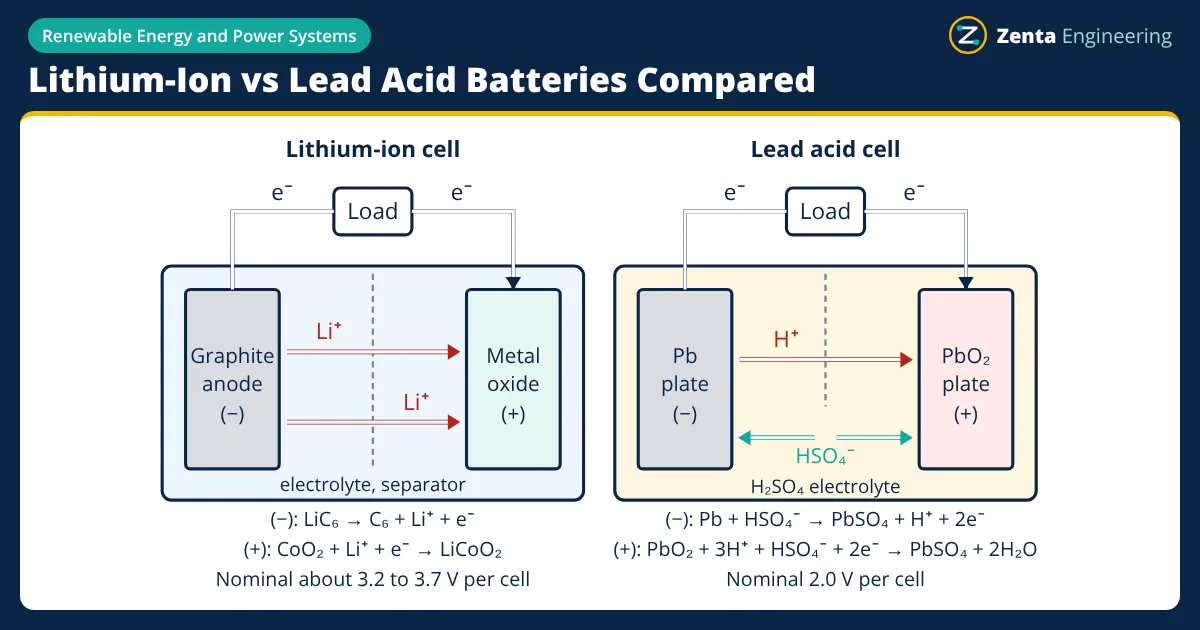 Renewable Energy and Power Systems
Zenta Engineering
Lithium-Ion vs Lead Acid Batteries Compared
Lithium-ion cell
e⁻
Load
e⁻
Graphite
anode
(−)
Li⁺
Li⁺
Metal
oxide
(+)
electrolyte, separator
(−): LiC₆ → C₆ + Li⁺ + e⁻
(+): CoO₂ + Li⁺ + e⁻ → LiCoO₂
Nominal about 3.2 to 3.7 V per cell
Lead acid cell
e⁻
Load
e⁻
Pb
plate
(−)
H⁺
HSO₄⁻
PbO₂
plate
(+)
H₂SO₄ electrolyte
(−): Pb + HSO₄⁻ → PbSO₄ + H⁺ + 2e⁻
(+): PbO₂ + 3H⁺ + HSO₄⁻ + 2e⁻ → PbSO₄ + 2H₂O
Nominal 2.0 V per cell